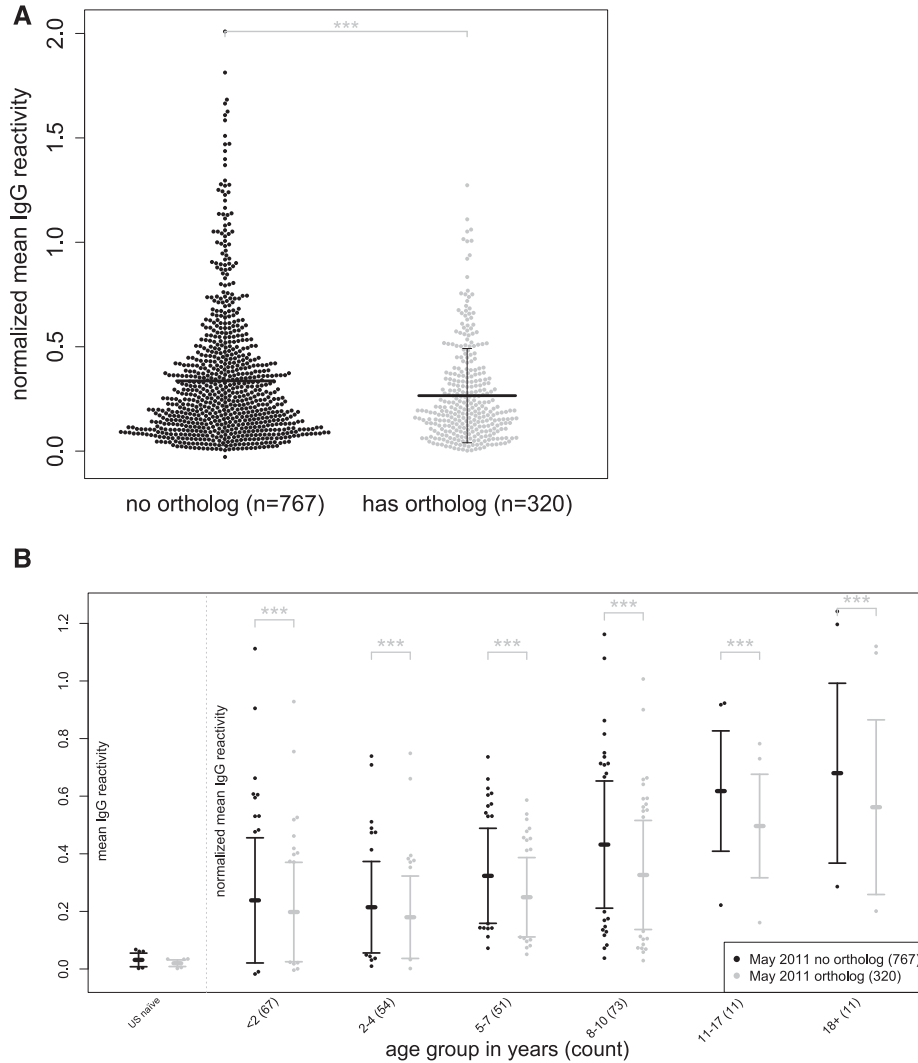 A
***
2.0
1.5
1.0
0.5
0.0
normalized mean IgG reactivity
no ortholog (n=767)
has ortholog (n=320)
B
1.2
1.0
0.8
0.6
0.4
0.2
0.0
mean IgG reactivity
normalized mean IgG reactivity
***
***
***
***
***
***
May 2011 no ortholog (767)
May 2011 ortholog (320)
US naïve
<2 (67)
2-4 (54)
5-7 (51)
8-10 (73)
11-17 (11)
18+ (11)
age group in years (count)